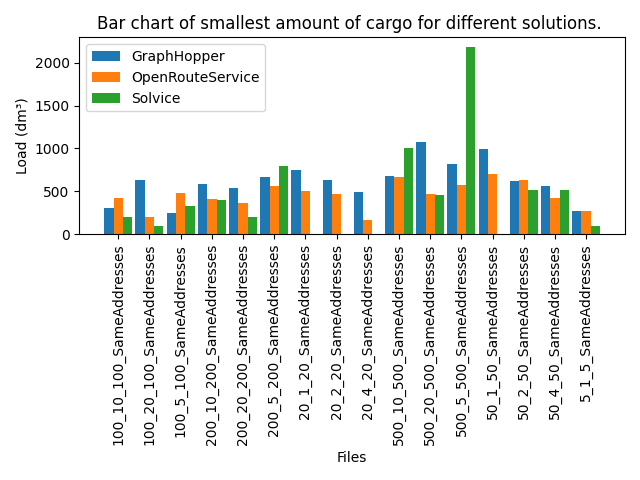 Bar chart of smallest amount of cargo for different solutions.
GraphHopper
OpenRouteService
Solvice
Load (dm³)
2000
1500
1000
500
0
100_10_100_SameAddresses
100_20_100_SameAddresses
100_5_100_SameAddresses
200_10_200_SameAddresses
200_20_200_SameAddresses
200_5_200_SameAddresses
20_1_20_SameAddresses
20_2_20_SameAddresses
20_4_20_SameAddresses
500_10_500_SameAddresses
500_20_500_SameAddresses
500_5_500_SameAddresses
50_1_50_SameAddresses
50_2_50_SameAddresses
50_4_50_SameAddresses
5_1_5_SameAddresses
Files